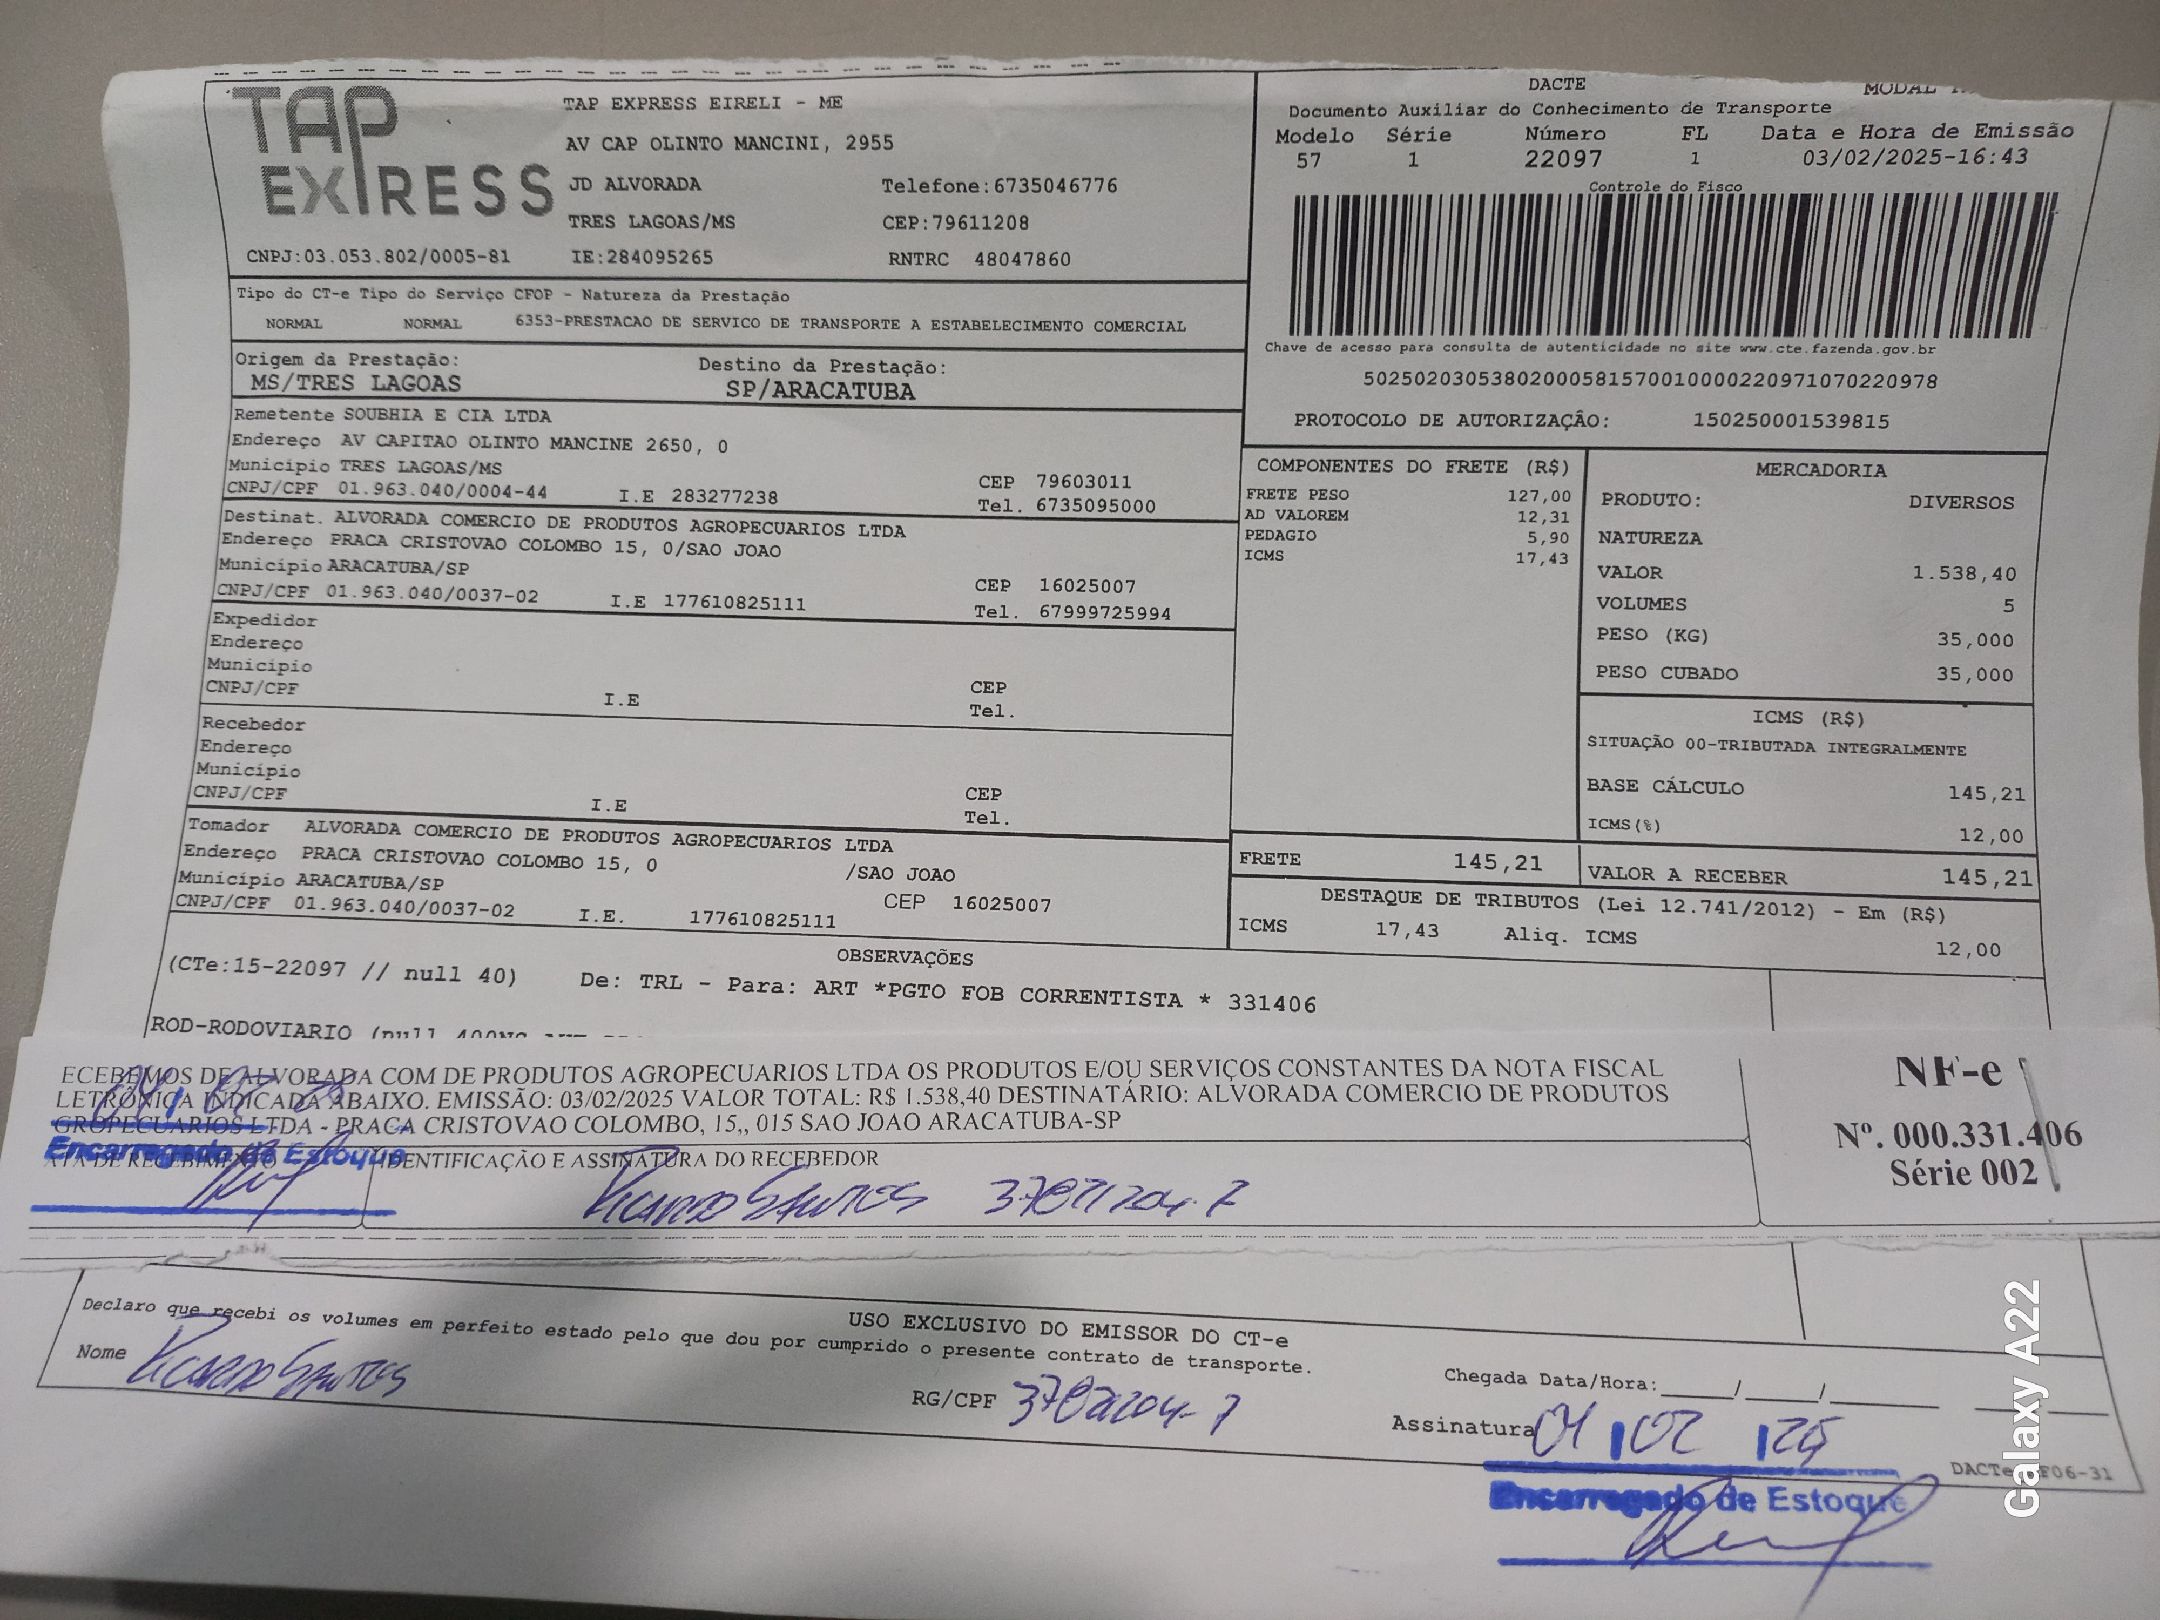 TAP EXPRESS
TAP EXPRESS EIRELI - ME
AV CAP OLINTO MANCINI, 2955
JD ALVORADA Telefone:6735046776
TRES LAGOAS/MS CEP:79611208
CNPJ:03.053.802/0005-81 IE:284095265 RNTRC 48047860
DACTE
Documento Auxiliar do Conhecimento de Transporte
Modelo Série Número FL Data e Hora de Emissão
57 1 22097 1 03/02/2025-16:43
Controle do Fisco
Chave de acesso para consulta de autenticidade no site www.cte.fazenda.gov.br
50250203053802000581570010000220971070220978
PROTOCOLO DE AUTORIZAÇÃO: 150250001539815
Tipo do CT-e Tipo do Serviço CFOP - Natureza da Prestação
NORMAL NORMAL 6353-PRESTACAO DE SERVICO DE TRANSPORTE A ESTABELECIMENTO COMERCIAL
Origem da Prestação: Destino da Prestação:
MS/TRES LAGOAS SP/ARACATUBA
Remetente SOUBHIA E CIA LTDA
Endereço AV CAPITAO OLINTO MANCINE 2650, 0
Município TRES LAGOAS/MS CEP 79603011
CNPJ/CPF 01.963.040/0004-44 I.E 283277238 Tel. 6735095000
Destinat. ALVORADA COMERCIO DE PRODUTOS AGROPECUARIOS LTDA
Endereço PRACA CRISTOVAO COLOMBO 15, 0/SAO JOAO
Município ARACATUBA/SP CEP 16025007
CNPJ/CPF 01.963.040/0037-02 I.E 177610825111 Tel. 67999725994
Expedidor
Endereço
Município CEP
CNPJ/CPF I.E Tel.
Recebedor
Endereço
Município CEP
CNPJ/CPF I.E Tel.
Tomador ALVORADA COMERCIO DE PRODUTOS AGROPECUARIOS LTDA
Endereço PRACA CRISTOVAO COLOMBO 15, 0 /SAO JOAO
Município ARACATUBA/SP CEP 16025007
CNPJ/CPF 01.963.040/0037-02 I.E. 177610825111
COMPONENTES DO FRETE (R$)
FRETE PESO 127,00
AD VALOREM 12,31
PEDAGIO 5,90
ICMS 17,43
MERCADORIA
PRODUTO: DIVERSOS
NATUREZA
VALOR 1.538,40
VOLUMES 5
PESO (KG) 35,000
PESO CUBADO 35,000
ICMS (R$)
SITUAÇÃO 00-TRIBUTADA INTEGRALMENTE
BASE CÁLCULO 145,21
ICMS(%) 12,00
FRETE 145,21 VALOR A RECEBER 145,21
DESTAQUE DE TRIBUTOS (Lei 12.741/2012) - Em (R$)
ICMS 17,43 Aliq. ICMS 12,00
OBSERVAÇÕES
(CTe:15-22097 // null 40) De: TRL - Para: ART *PGTO FOB CORRENTISTA * 331406
ROD-RODOVIARIO
ECEBEMOS DE ALVORADA COM DE PRODUTOS AGROPECUARIOS LTDA OS PRODUTOS E/OU SERVIÇOS CONSTANTES DA NOTA FISCAL
LETRÔNICA INDICADA ABAIXO. EMISSÃO: 03/02/2025 VALOR TOTAL: R$ 1.538,40 DESTINATÁRIO: ALVORADA COMERCIO DE PRODUTOS
GROPECUARIOS LTDA - PRACA CRISTOVAO COLOMBO, 15,, 015 SAO JOAO ARACATUBA-SP
Encarregado de Estoque
ATA DE RECEBIMENTO IDENTIFICAÇÃO E ASSINATURA DO RECEBEDOR
Ricardo Santos
NF-e
Nº. 000.331.406
Série 002
USO EXCLUSIVO DO EMISSOR DO CT-e
Declaro que recebi os volumes em perfeito estado pelo que dou por cumprido o presente contrato de transporte.
Nome Ricardo Santos RG/CPF
Chegada Data/Hora:____/____/
Assinatura 04/02/25
Encarregado de Estoque
Galaxy A22